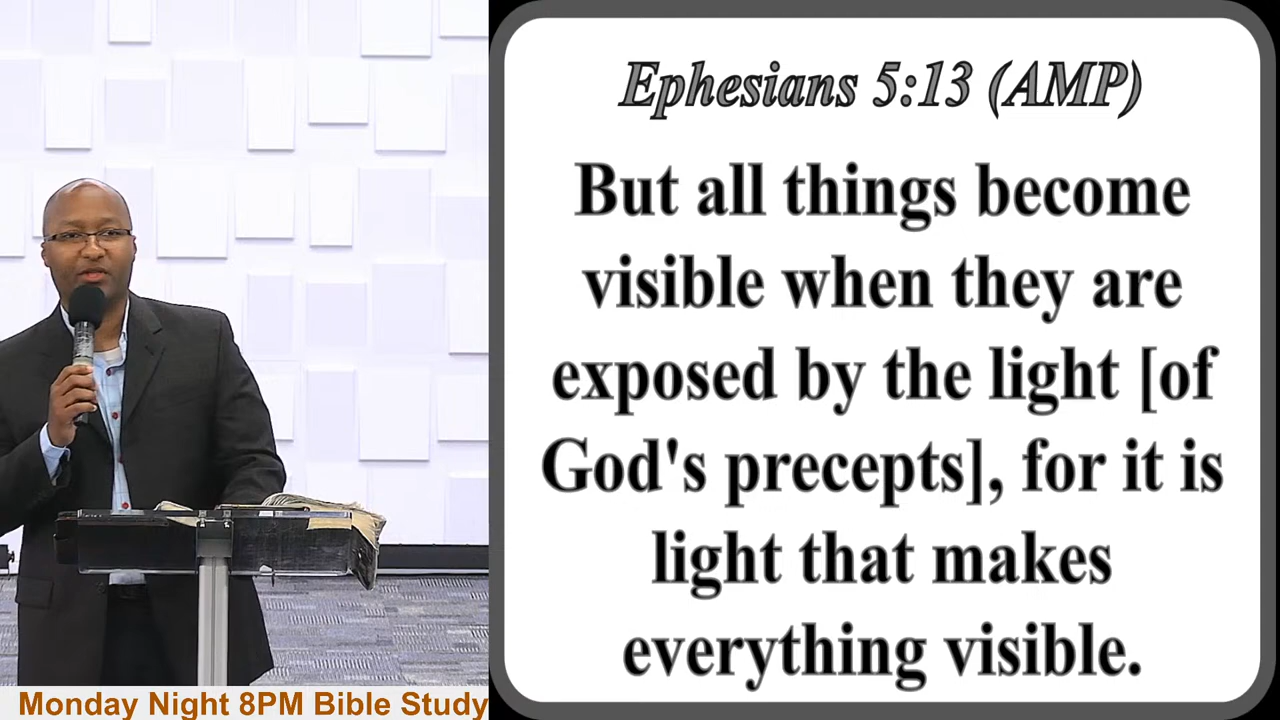 Ephesians 5:13 (AMP)
But all things become
visible when they are
exposed by the light [of
God's precepts], for it is
light that makes
everything visible.
Monday Night 8PM Bible Study